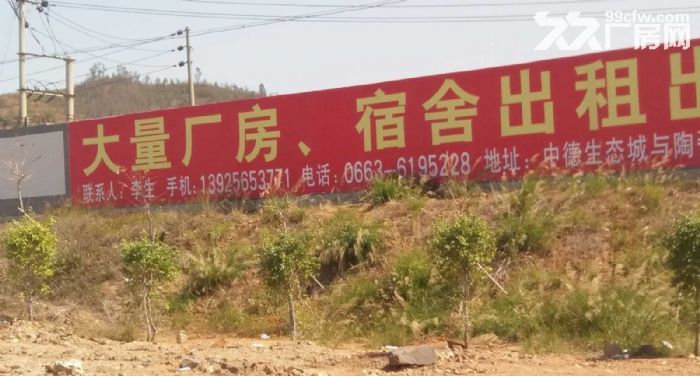 99cfw.com
厂房网
大量厂房、宿舍出租
联系人：李生 手机：13925653771 电话：0663-6195228 地址：中德生态城与陶